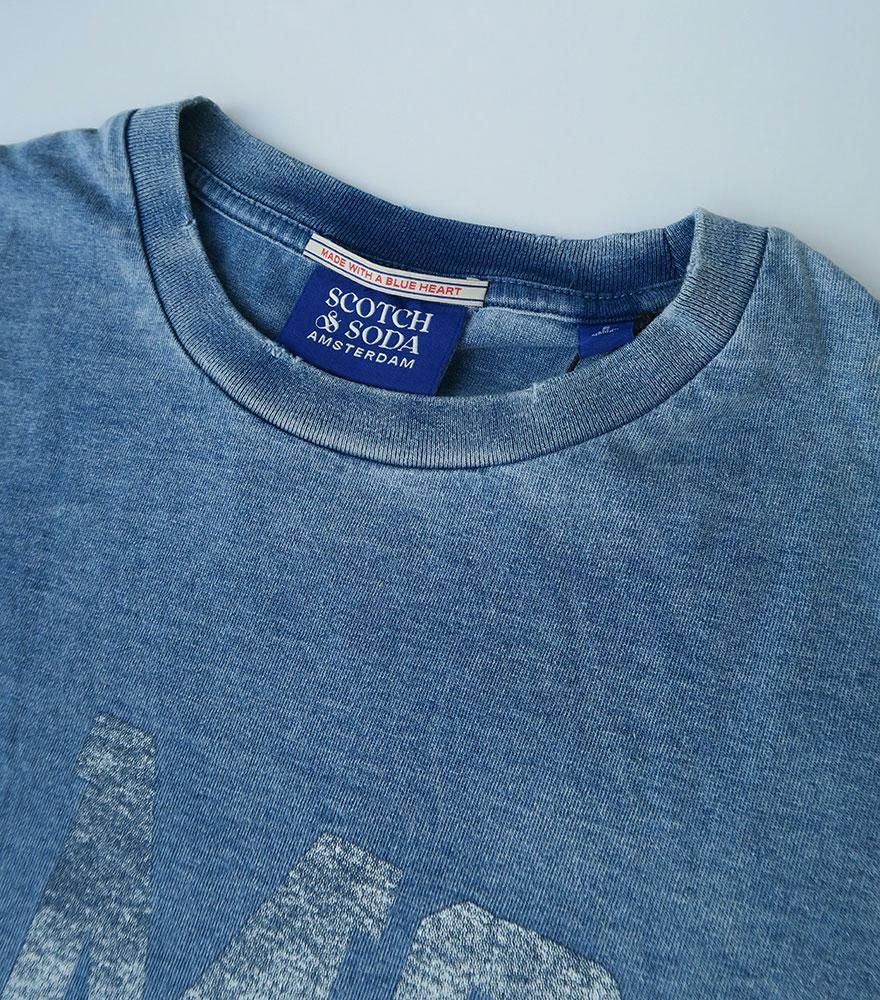 MADE WITH A BLUE HEART
SCOTCH
& SODA
AMSTERDAM